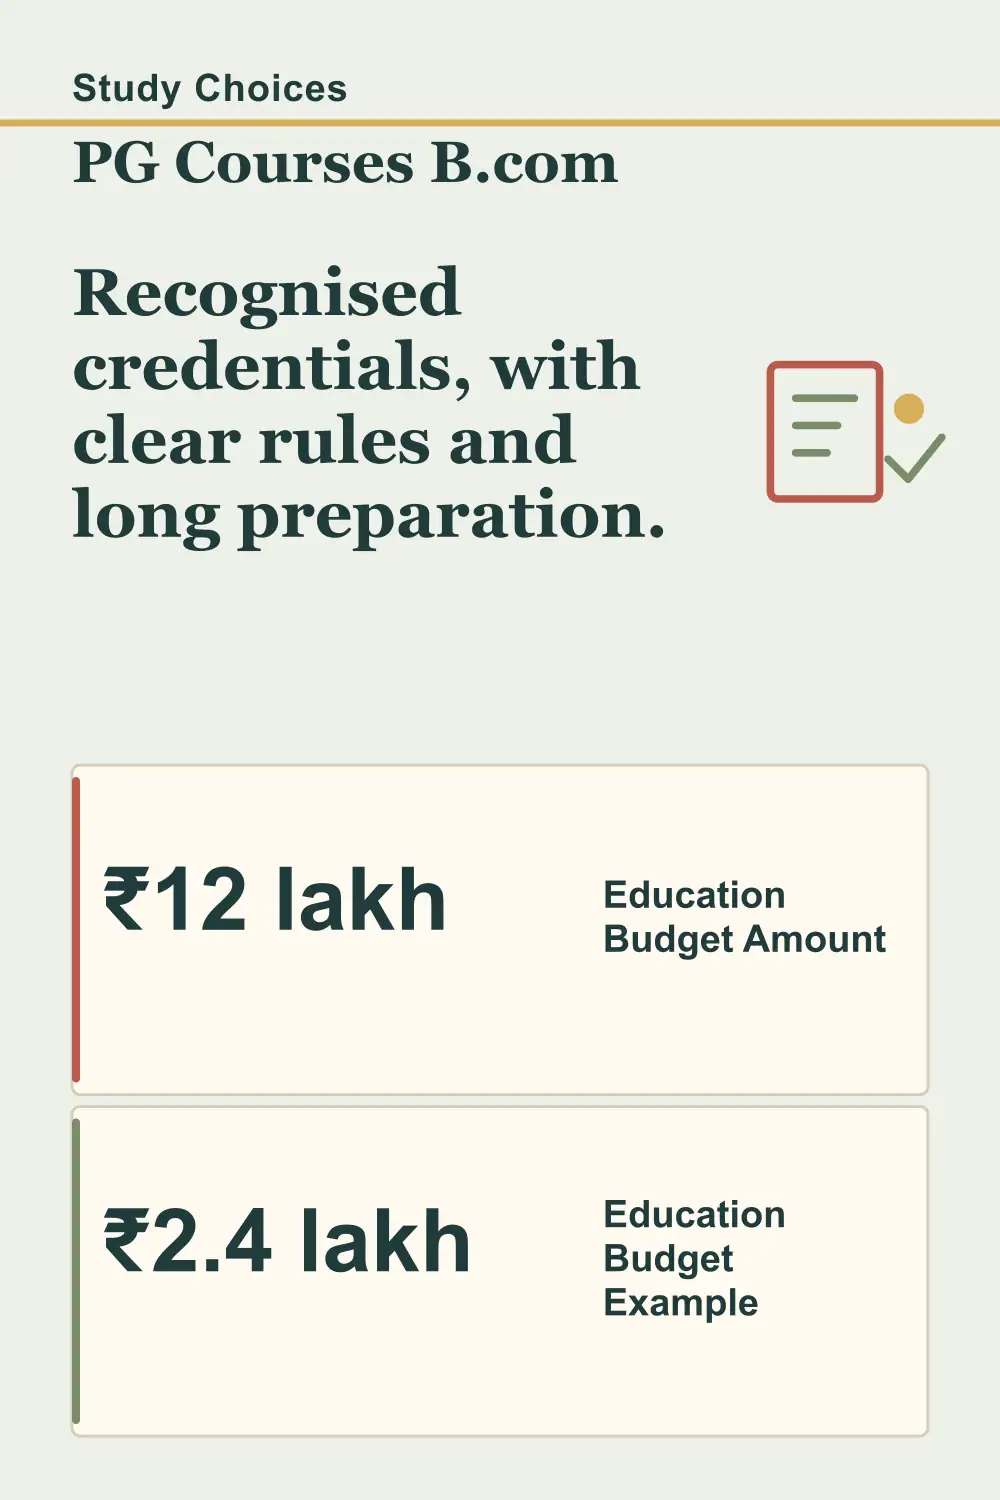 Study Choices
PG Courses B.com
Recognised
credentials, with
clear rules and
long preparation.
₹12 lakh
Education
Budget Amount
₹2.4 lakh
Education
Budget
Example